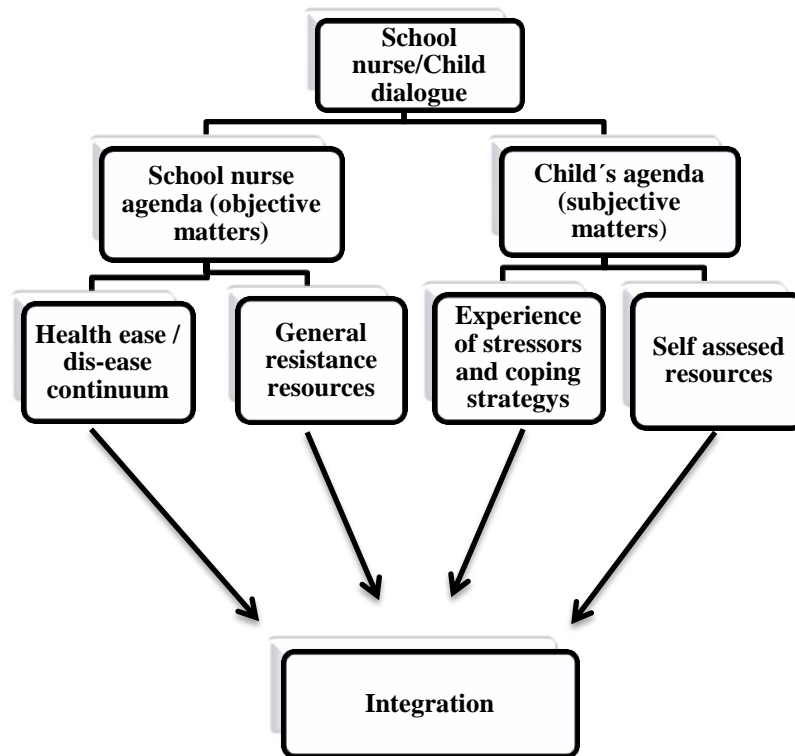 School
nurse/Child
dialogue
School nurse
agenda (objective
matters)
Child´s agenda
(subjective
matters)
Health ease /
dis-ease
continuum
General
resistance
resources
Experience
of stressors
and coping
strategys
Self assesed
resources
Integration